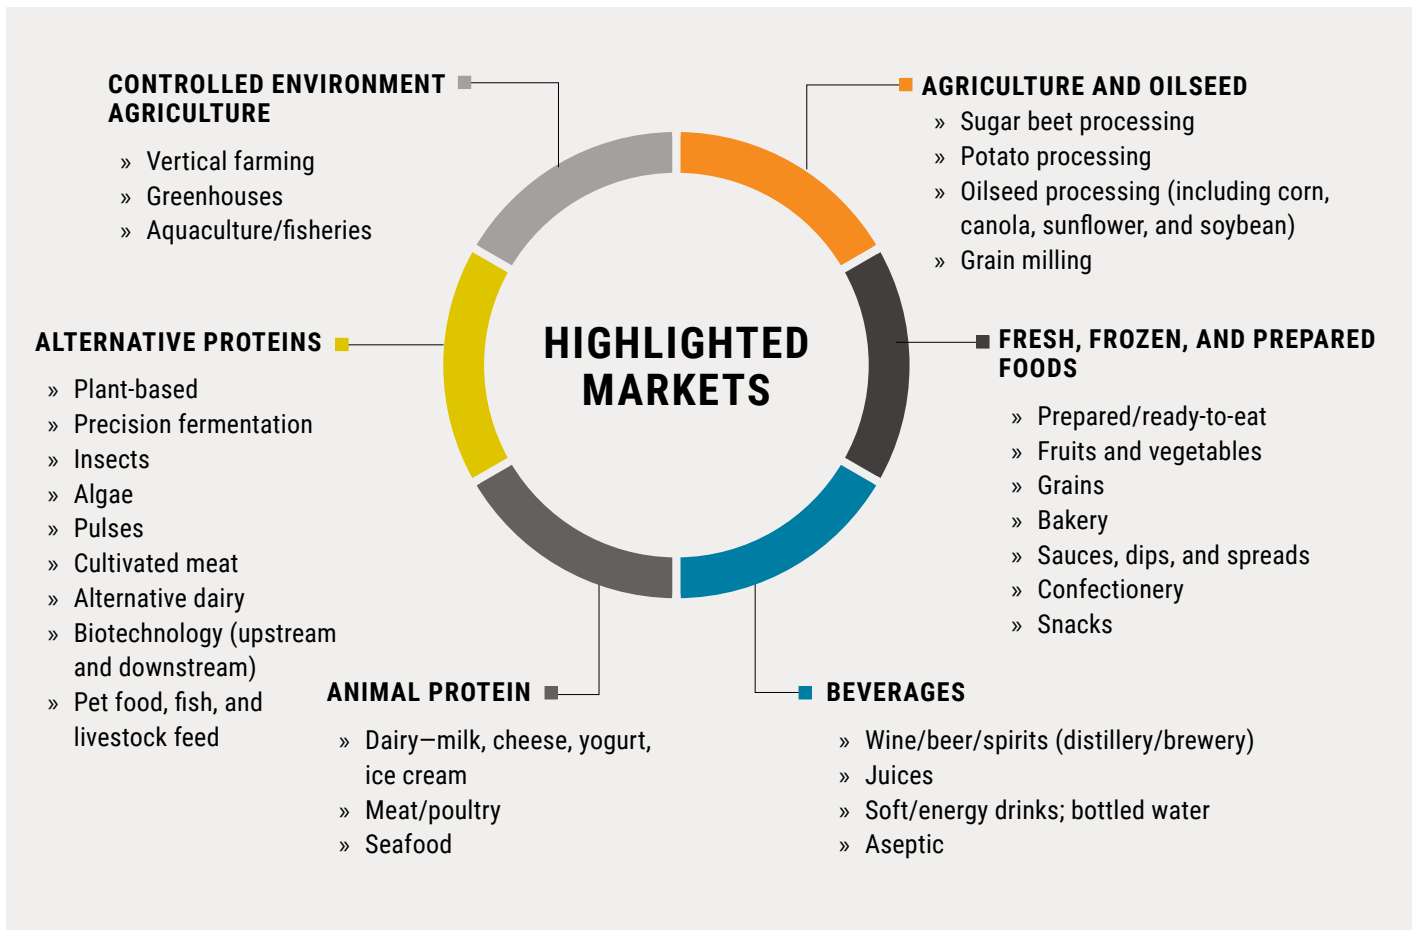 CONTROLLED ENVIRONMENT
AGRICULTURE
» Vertical farming
» Greenhouses
» Aquaculture/fisheries
AGRICULTURE AND OILSEED
» Sugar beet processing
» Potato processing
» Oilseed processing (including corn,
canola, sunflower, and soybean)
» Grain milling
HIGHLIGHTED
MARKETS
ALTERNATIVE PROTEINS
» Plant-based
» Precision fermentation
» Insects
» Algae
» Pulses
» Cultivated meat
» Alternative dairy
» Biotechnology (upstream
and downstream)
» Pet food, fish, and
livestock feed
FRESH, FROZEN, AND PREPARED
FOODS
» Prepared/ready-to-eat
» Fruits and vegetables
» Grains
» Bakery
» Sauces, dips, and spreads
» Confectionery
» Snacks
ANIMAL PROTEIN
» Dairy—milk, cheese, yogurt,
ice cream
» Meat/poultry
» Seafood
BEVERAGES
» Wine/beer/spirits (distillery/brewery)
» Juices
» Soft/energy drinks; bottled water
» Aseptic